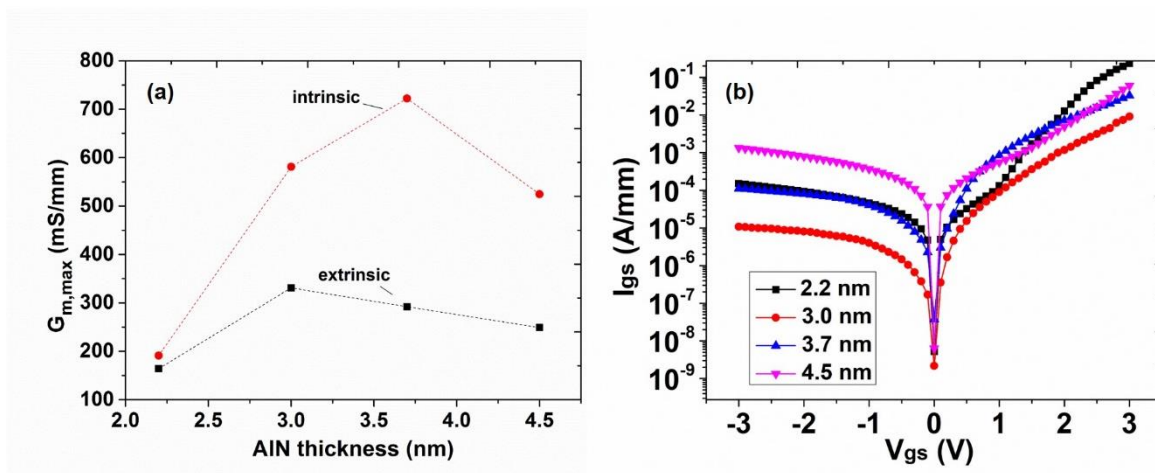 (a)
intrinsic
extrinsic
800
700
600
500
400
300
200
100
2.0
2.5
3.0
3.5
4.0
4.5
Gm,max (mS/mm)
AlN thickness (nm)
(b)
10-1
10-2
10-3
10-4
10-5
10-6
10-7
10-8
10-9
Igs (A/mm)
2.2 nm
3.0 nm
3.7 nm
4.5 nm
-3
-2
-1
0
1
2
3
Vgs (V)